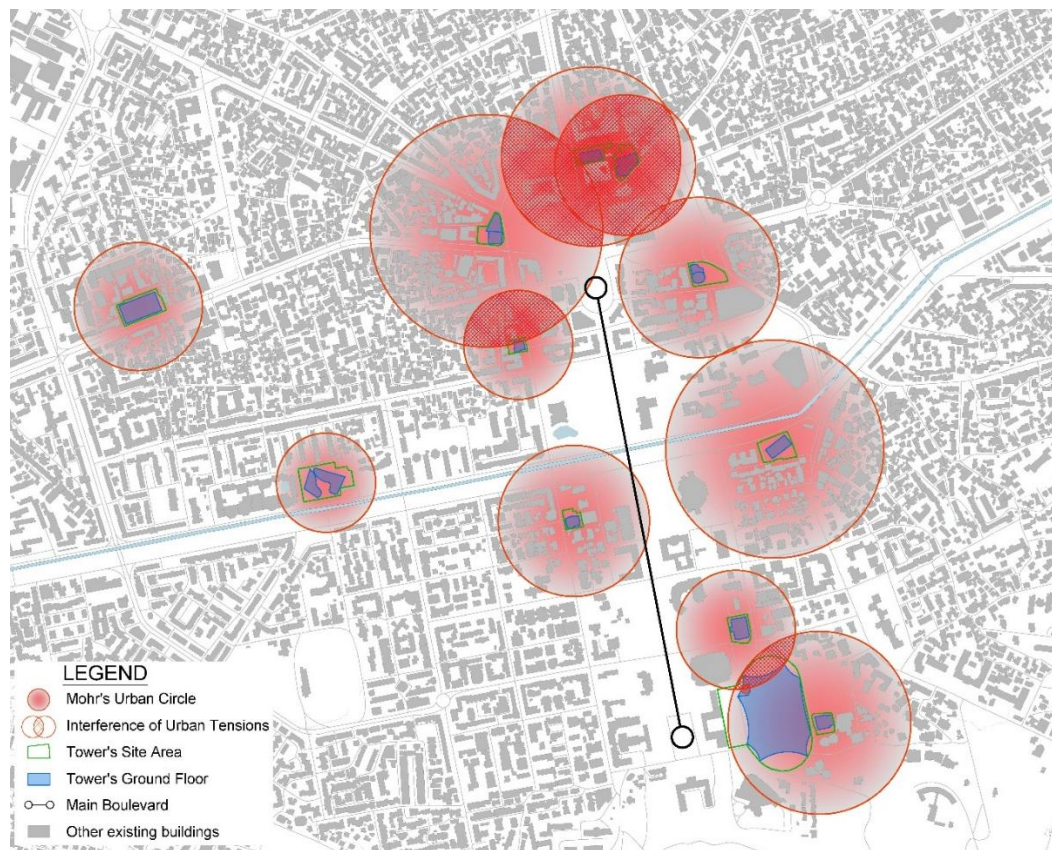 LEGEND
Mohr's Urban Circle
Interference of Urban Tensions
Tower's Site Area
Tower's Ground Floor
Main Boulevard
Other existing buildings